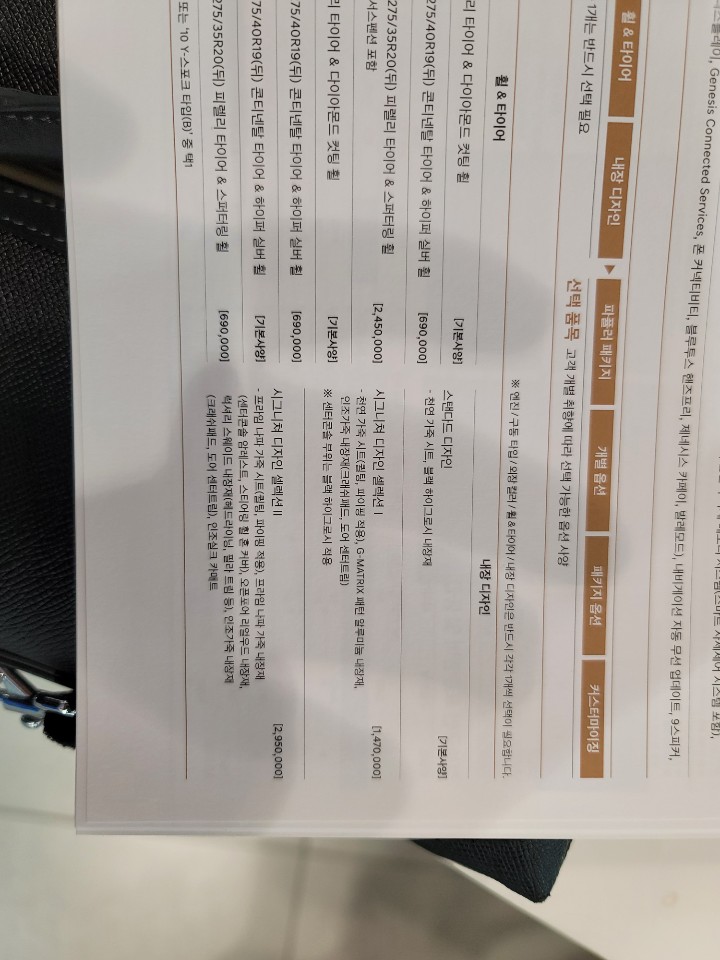 스플레이, Genesis Connected Services, 폰 커넥티비티, 블루투스 핸즈프리, 제네시스 카페이, 발레모드), 내비게이션 자동 무선 업데이트, 9스피커,
휠 & 타이어
내장 디자인
▶
파퓰러 패키지
개별 옵션
패키지 옵션
커스터마이징
1개는 반드시 선택 필요
선택 품목 고객 개별 취향에 따라 선택 가능한 옵션 사양
※ 엔진 / 구동 타입 / 외장 컬러 / 휠 & 타이어 / 내장 디자인은 반드시 각각 1개씩 선택이 필요합니다.
휠 & 타이어
리 타이어 & 다이아몬드 컷팅 휠 [기본사양]
275/40R19(뒤) 콘티넨탈 타이어 & 하이퍼 실버 휠 [690,000]
275/35R20(뒤) 피렐리 타이어 & 스퍼터링 휠 [2,450,000]
서스펜션 포함
리 타이어 & 다이아몬드 컷팅 휠 [기본사양]
75/40R19(뒤) 콘티넨탈 타이어 & 하이퍼 실버 휠 [690,000]
75/40R19(뒤) 콘티넨탈 타이어 & 하이퍼 실버 휠 [기본사양]
275/35R20(뒤) 피렐리 타이어 & 스퍼터링 휠 [690,000]
또는 '10 Y-스포크 타입(B)' 중 택1
내장 디자인
스탠다드 디자인 [기본사양]
- 천연 가죽 시트, 블랙 하이그로시 내장재
시그니쳐 디자인 셀렉션 I [1,470,000]
- 천연 가죽 시트(퀼팅, 파이핑 적용), G-MATRIX 패턴 알루미늄 내장재,
인조가죽 내장재(크래쉬패드, 도어 센터트림)
※ 센터콘솔 부위는 블랙 하이그로시 적용
시그니쳐 디자인 셀렉션 II [2,950,000]
- 프라임 나파 가죽 시트(퀼팅, 파이핑 적용), 프라임 나파 가죽 내장재
(센터콘솔 암레스트, 스티어링 휠 혼 커버), 오픈포어 리얼우드 내장재,
럭셔리 스웨이드 내장재(헤드라이닝, 필라 트림 등), 인조가죽 내장재
(크래쉬패드, 도어 센터트림), 인조실크 카매트